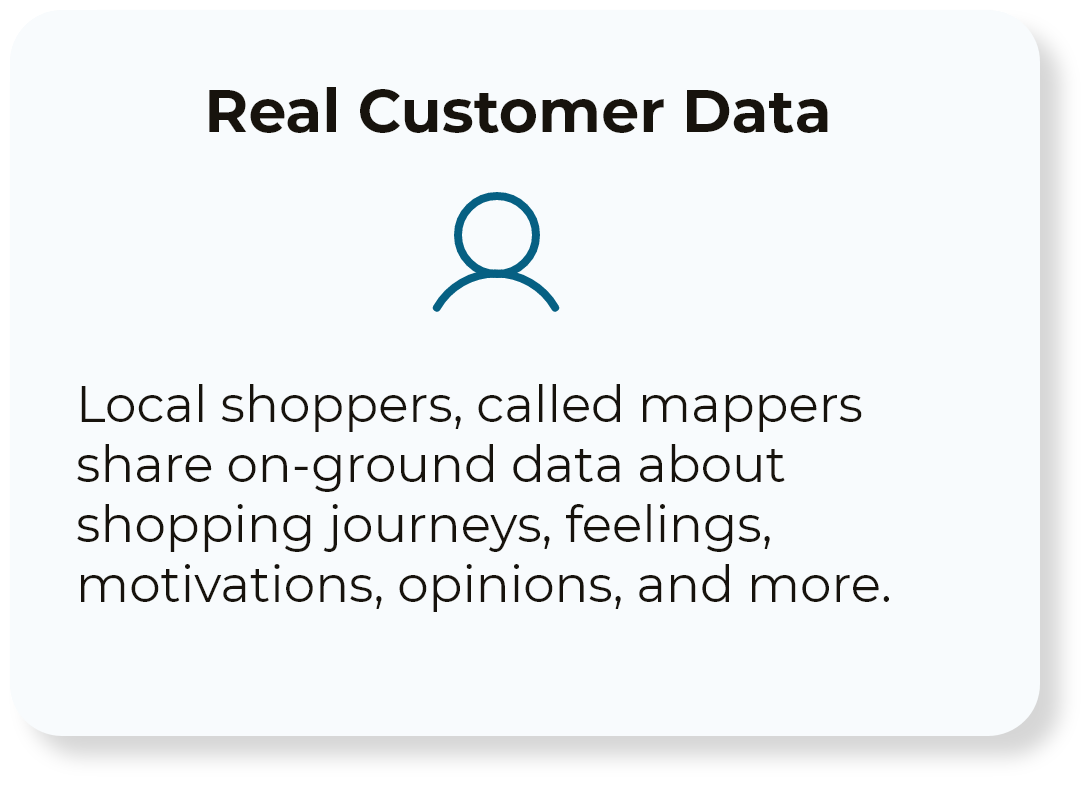 Real Customer Data
Local shoppers, called mappers
share on-ground data about
shopping journeys, feelings,
motivations, opinions, and more.